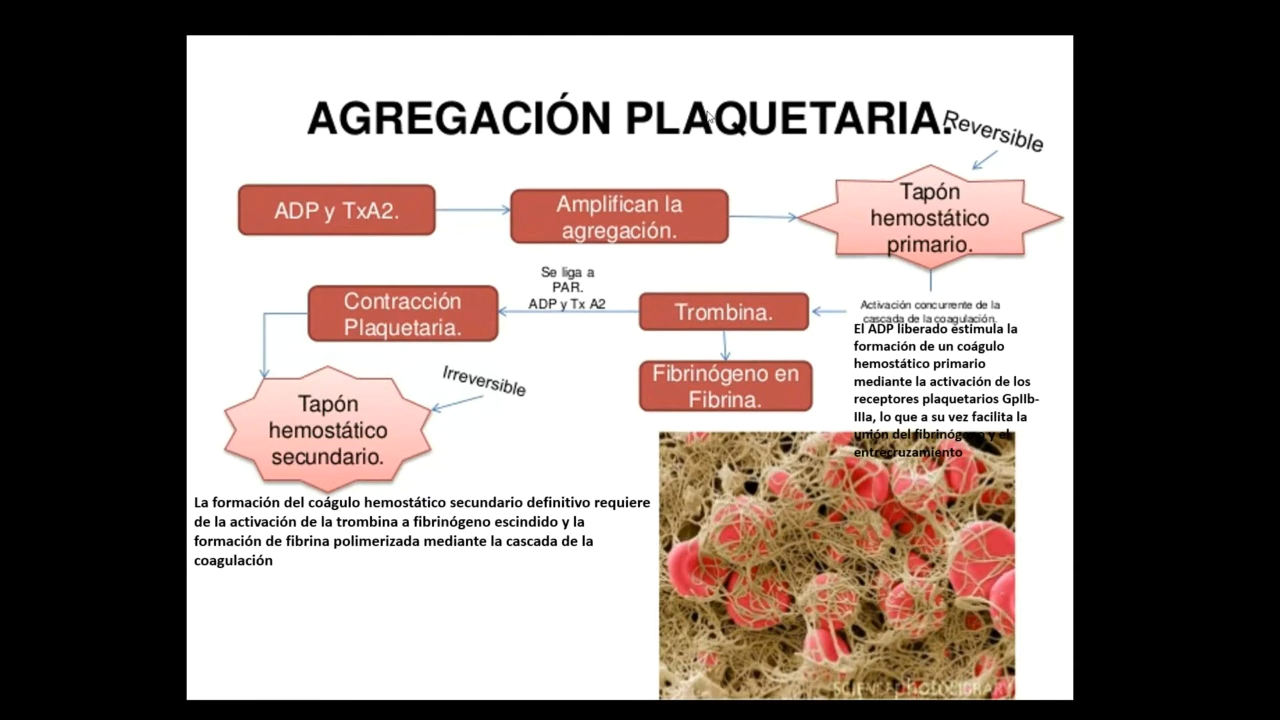 AGREGACIÓN PLAQUETARIA.
Reversible
ADP y TxA2.
Amplifican la
agregación.
Tapón
hemostático
primario.
Activación concurrente de la
cascada de la coagulación.
El ADP liberado estimula la
formación de un coágulo
hemostático primario
mediante la activación de los
receptores plaquetarios GpIIb-
IIIa, lo que a su vez facilita la
unión del fibrinógeno y el
entrecruzamiento
Trombina.
Se liga a
PAR.
ADP y Tx A2
Contracción
Plaquetaria.
Fibrinógeno en
Fibrina.
Irreversible
Tapón
hemostático
secundario.
La formación del coágulo hemostático secundario definitivo requiere
de la activación de la trombina a fibrinógeno escindido y la
formación de fibrina polimerizada mediante la cascada de la
coagulación
SCIENCEphotoLIBRARY